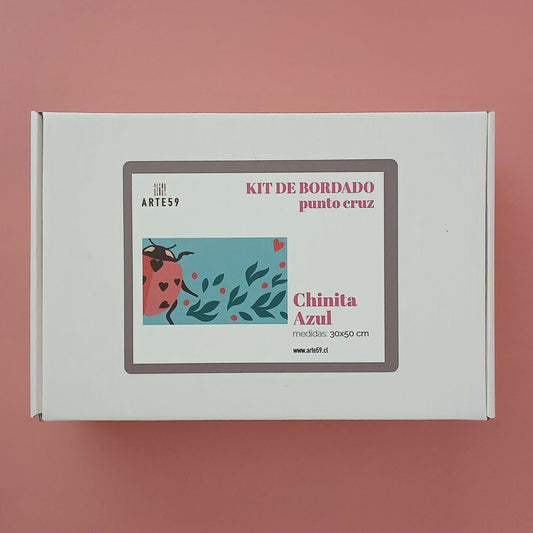 ARTE59
KIT DE BORDADO
punto cruz
Chinita
Azul
medidas: 30x50 cm
www.arte59.cl